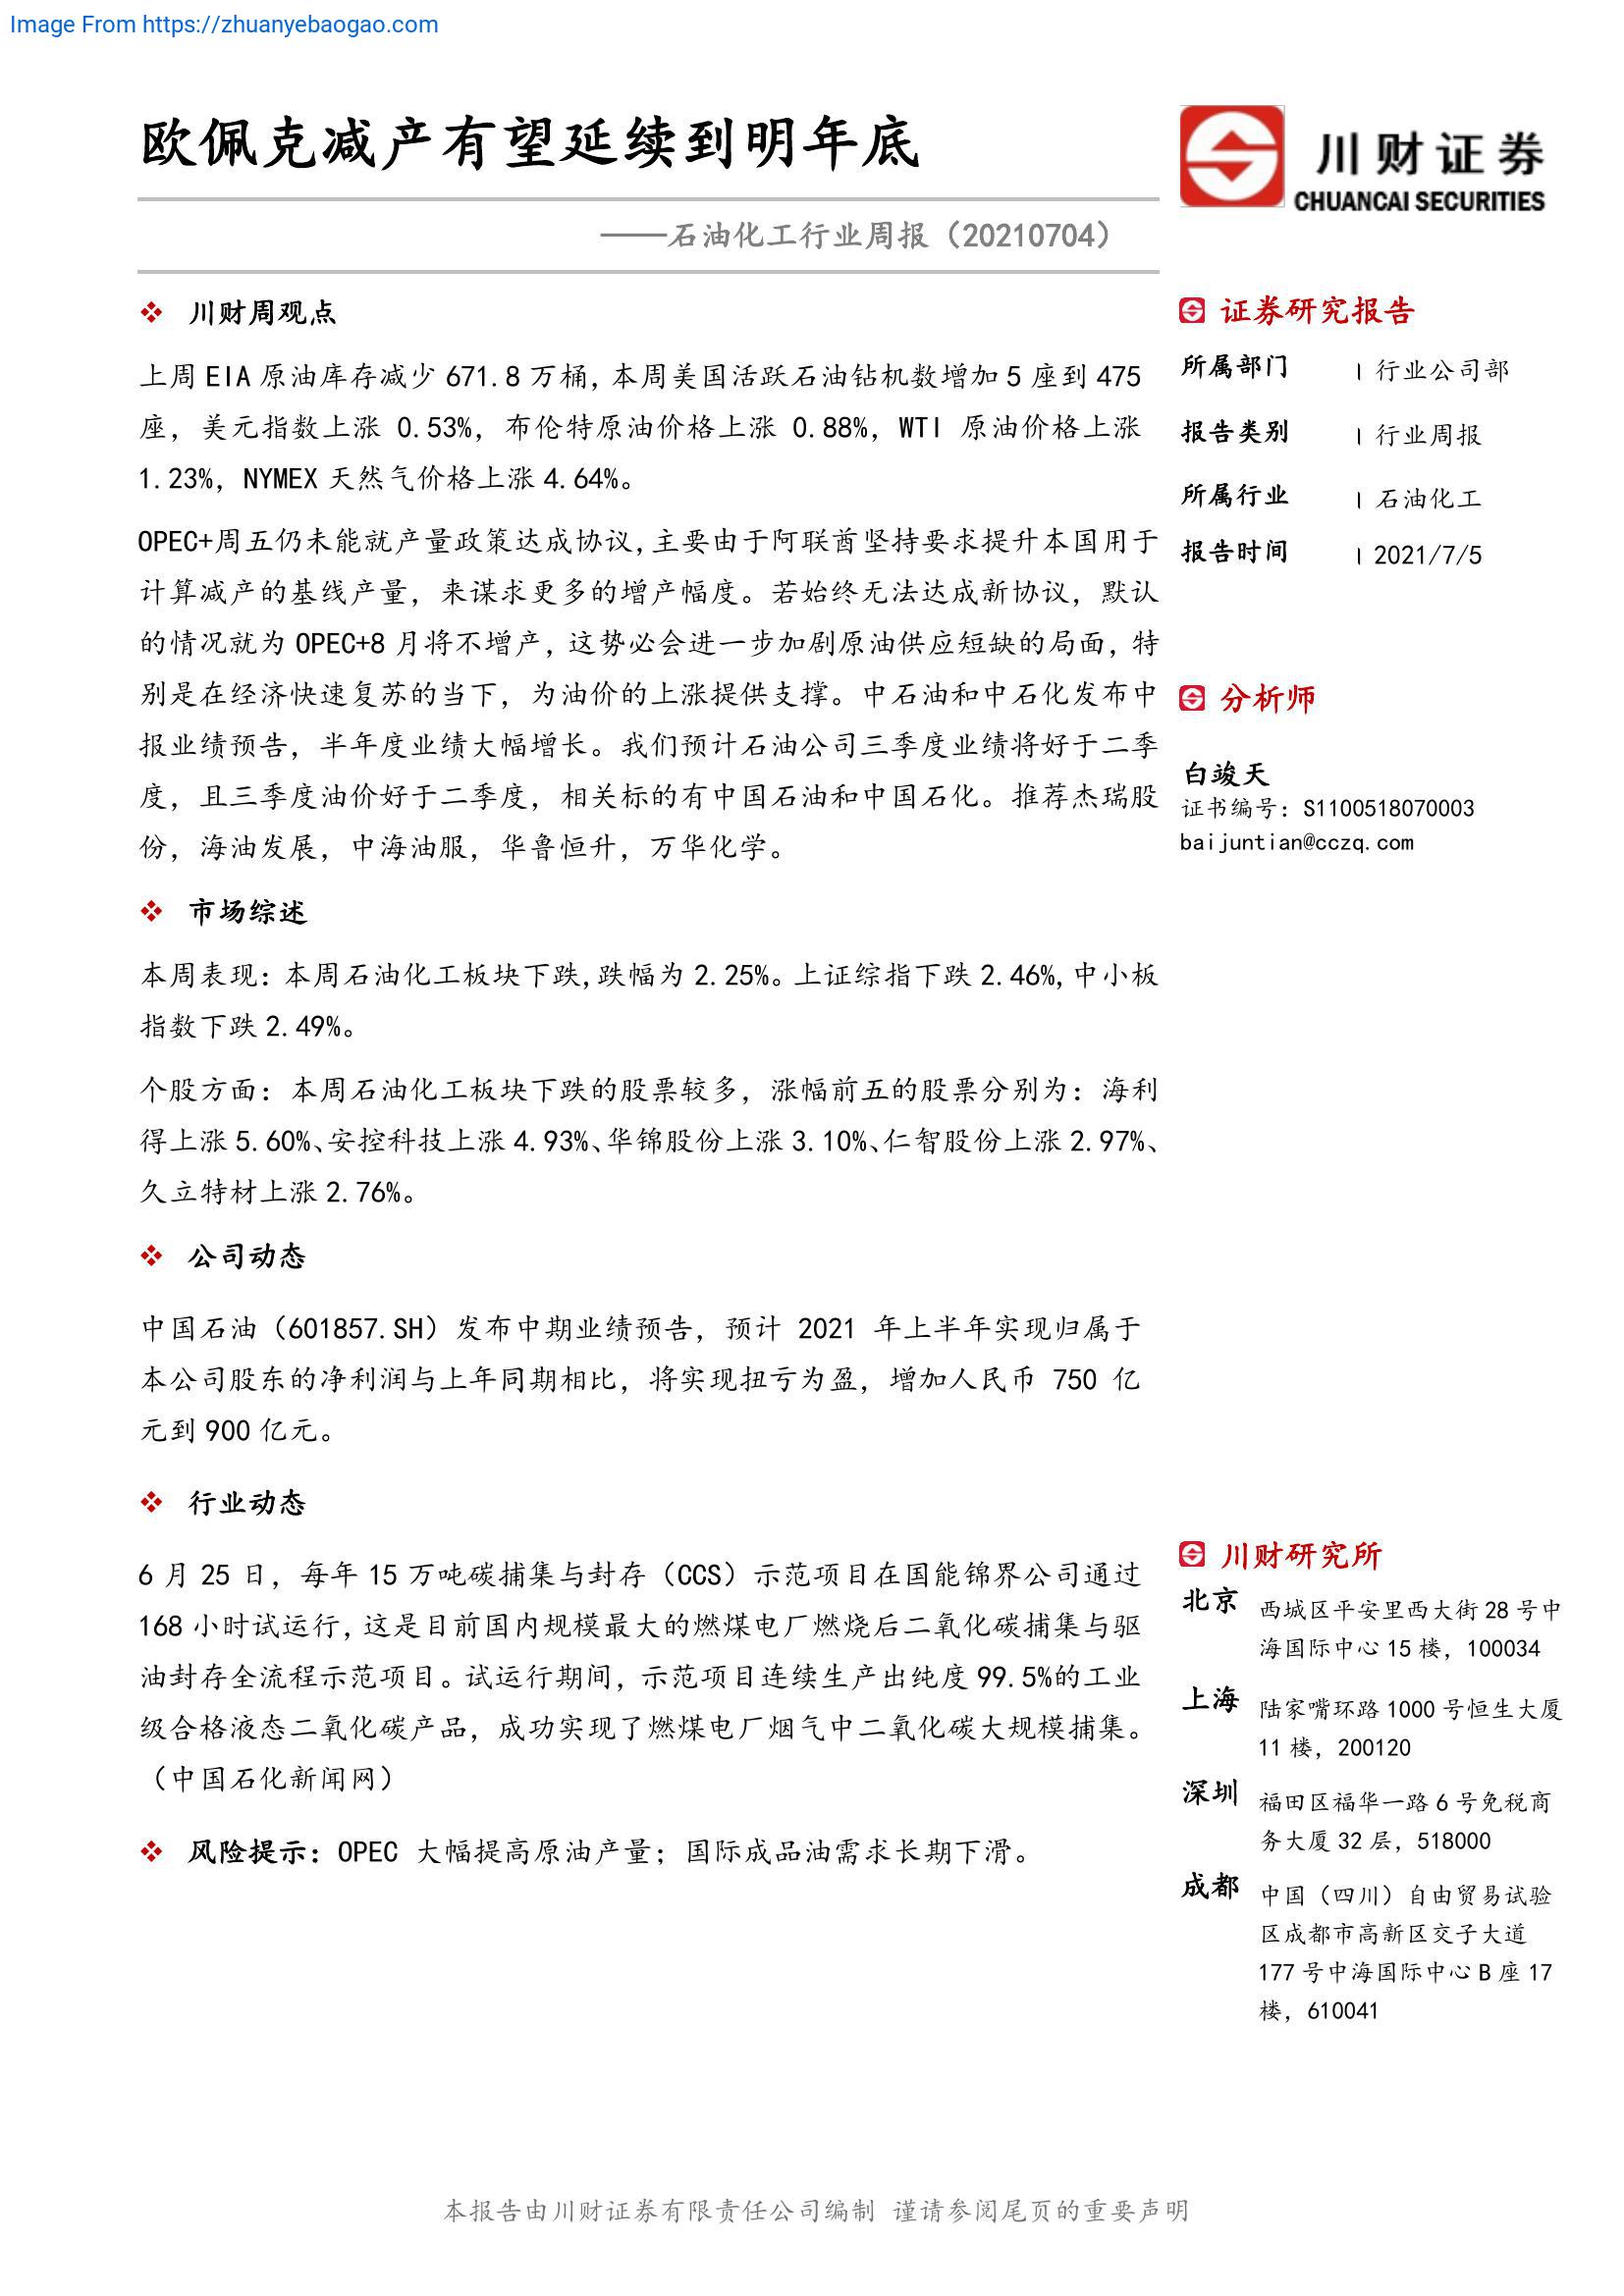 Image From https://zhuanyebaogao.com
欧佩克减产有望延续到明年底
——石油化工行业周报（20210704）
川财证券
CHUANCAI SECURITIES
川财周观点
上周 EIA 原油库存减少 671.8 万桶，本周美国活跃石油钻机数增加 5 座到 475
座，美元指数上涨 0.53%，布伦特原油价格上涨 0.88%，WTI 原油价格上涨
1.23%，NYMEX 天然气价格上涨 4.64%。
OPEC+周五仍未能就产量政策达成协议，主要由于阿联酋坚持要求提升本国用于
计算减产的基线产量，来谋求更多的增产幅度。若始终无法达成新协议，默认
的情况就为 OPEC+8 月将不增产，这势必会进一步加剧原油供应短缺的局面，特
别是在经济快速复苏的当下，为油价的上涨提供支撑。中石油和中石化发布中
报业绩预告，半年度业绩大幅增长。我们预计石油公司三季度业绩将好于二季
度，且三季度油价好于二季度，相关标的有中国石油和中国石化。推荐杰瑞股
份，海油发展，中海油服，华鲁恒升，万华化学。
市场综述
本周表现：本周石油化工板块下跌，跌幅为 2.25%。上证综指下跌 2.46%，中小板
指数下跌 2.49%。
个股方面：本周石油化工板块下跌的股票较多，涨幅前五的股票分别为：海利
得上涨 5.60%、安控科技上涨 4.93%、华锦股份上涨 3.10%、仁智股份上涨 2.97%、
久立特材上涨 2.76%。
公司动态
中国石油（601857.SH）发布中期业绩预告，预计 2021 年上半年实现归属于
本公司股东的净利润与上年同期相比，将实现扭亏为盈，增加人民币 750 亿
元到 900 亿元。
行业动态
6 月 25 日，每年 15 万吨碳捕集与封存（CCS）示范项目在国能锦界公司通过
168 小时试运行，这是目前国内规模最大的燃煤电厂燃烧后二氧化碳捕集与驱
油封存全流程示范项目。试运行期间，示范项目连续生产出纯度 99.5%的工业
级合格液态二氧化碳产品，成功实现了燃煤电厂烟气中二氧化碳大规模捕集。
（中国石化新闻网）
风险提示：OPEC 大幅提高原油产量；国际成品油需求长期下滑。
证券研究报告
所属部门 | 行业公司部
报告类别 | 行业周报
所属行业 | 石油化工
报告时间 | 2021/7/5
分析师
白竣天
证书编号：S1100518070003
baijuntian@cczq.com
川财研究所
北京 西城区平安里西大街 28 号中
海国际中心 15 楼，100034
上海 陆家嘴环路 1000 号恒生大厦
11 楼，200120
深圳 福田区福华一路 6 号免税商
务大厦 32 层，518000
成都 中国（四川）自由贸易试验
区成都市高新区交子大道
177 号中海国际中心 B 座 17
楼，610041
本报告由川财证券有限责任公司编制 谨请参阅尾页的重要声明